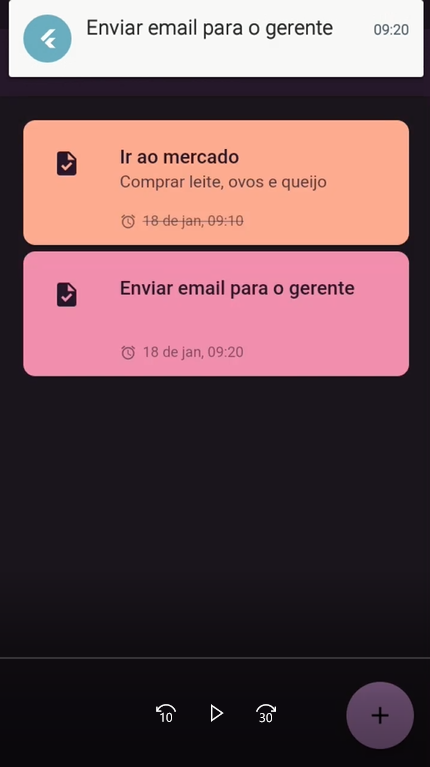 Enviar email para o gerente
09:20
Ir ao mercado
Comprar leite, ovos e queijo
18 de jan, 09:10
Enviar email para o gerente
18 de jan, 09:20
10
30